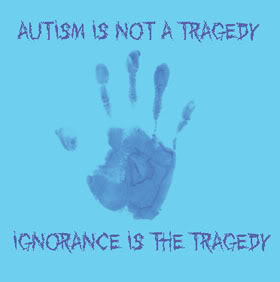 AUTISM IS NOT A TRAGEDY
IGNORANCE IS THE TRAGEDY